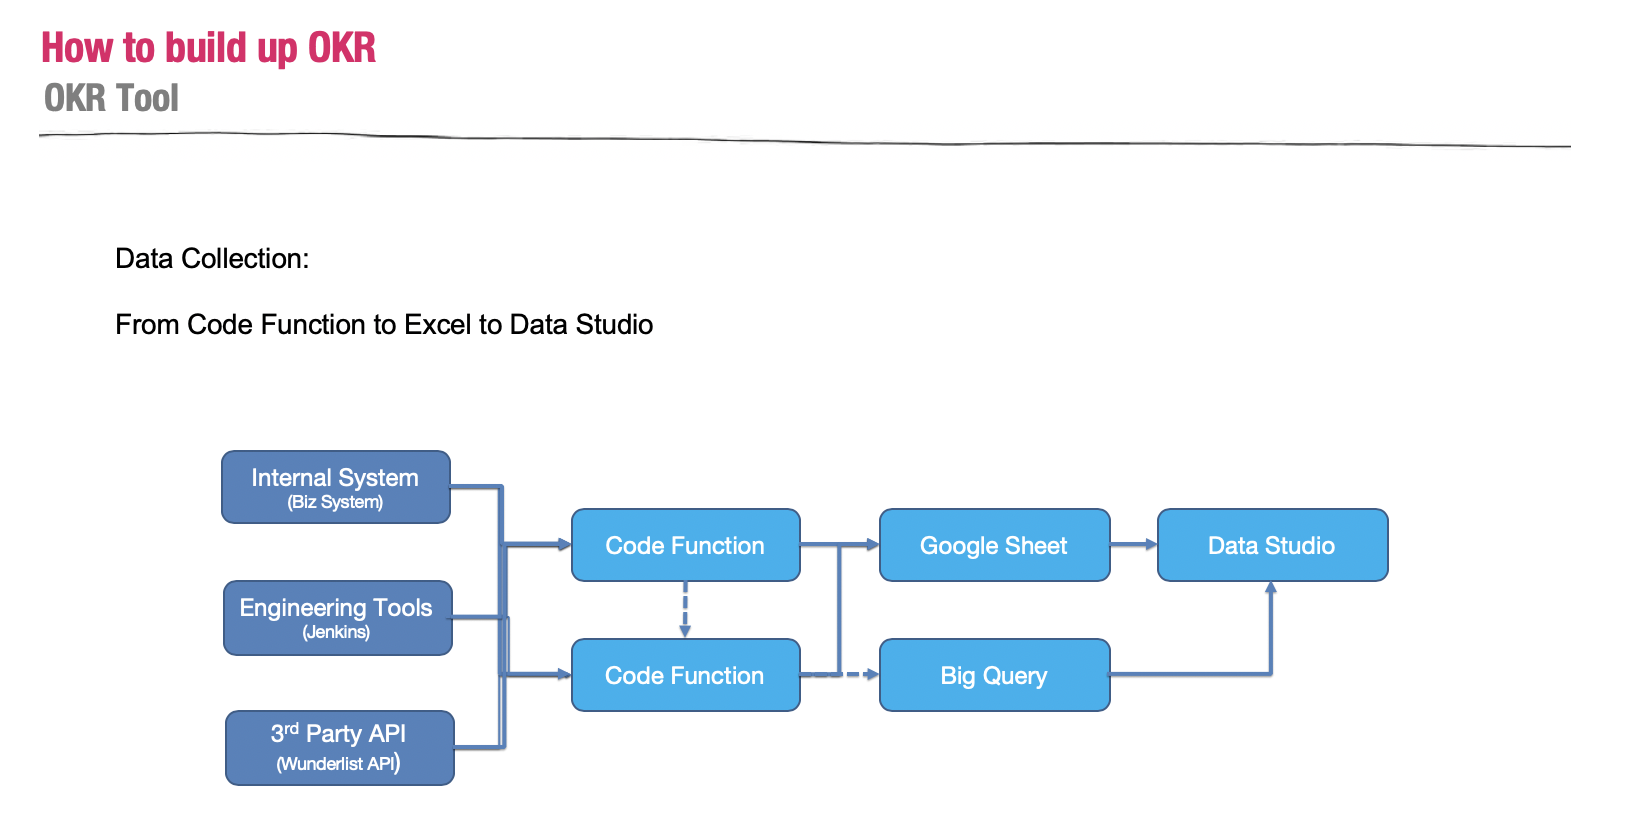 How to build up OKR
OKR Tool
Data Collection:
From Code Function to Excel to Data Studio
Internal System
(Biz System)
Engineering Tools
(Jenkins)
3rd Party API
(Wunderlist API)
Code Function
Code Function
Google Sheet
Big Query
Data Studio